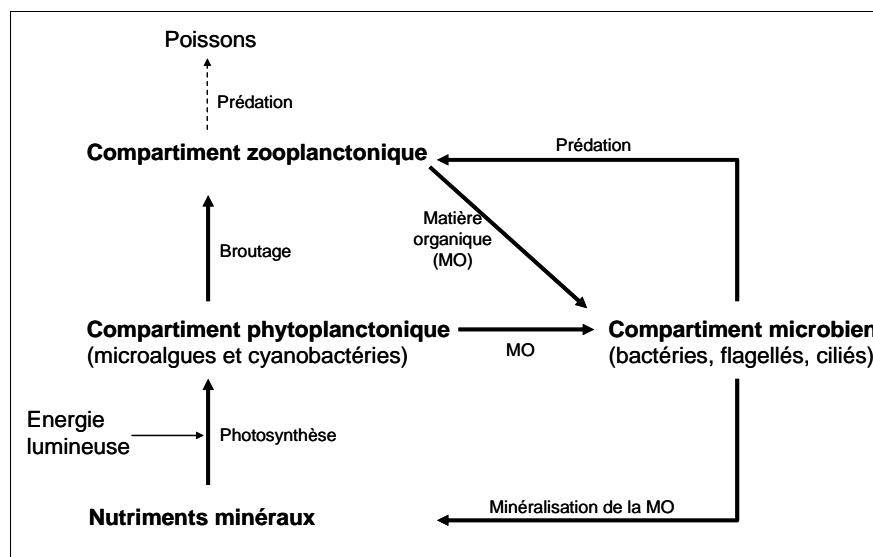 Poissons
Prédation
Compartiment zooplanctonique
Prédation
Matière
organique
(MO)
Broutage
Compartiment phytoplanctonique
(microalgues et cyanobactéries)
MO
Compartiment microbien
(bactéries, flagellés, ciliés)
Energie
lumineuse
Photosynthèse
Nutriments minéraux
Minéralisation de la MO